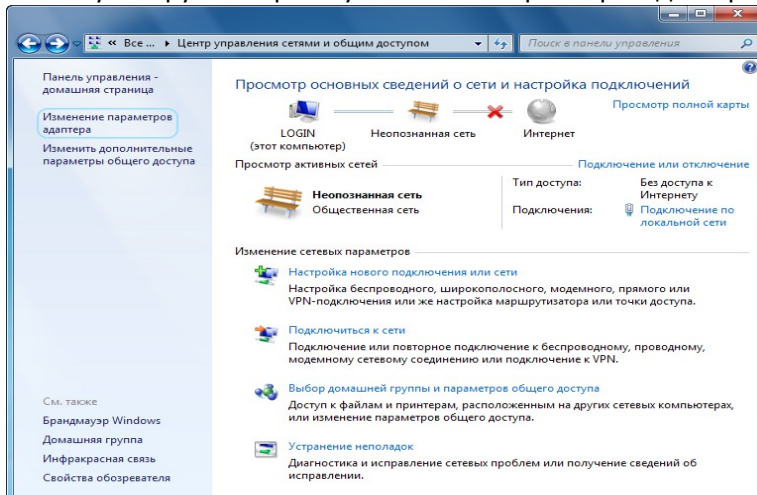 Все ... ▸ Центр управления сетями и общим доступом
Поиск в панели управления
Панель управления -
домашняя страница
Изменение параметров
адаптера
Изменить дополнительные
параметры общего доступа
См. также
Брандмауэр Windows
Домашняя группа
Инфракрасная связь
Свойства обозревателя
Просмотр основных сведений о сети и настройка подключений
Просмотр полной карты
LOGIN
(этот компьютер)
Неопознанная сеть
Интернет
Просмотр активных сетей
Подключение или отключение
Неопознанная сеть
Общественная сеть
Тип доступа:
Без доступа к
Интернету
Подключения:
Подключение по
локальной сети
Изменение сетевых параметров
Настройка нового подключения или сети
Настройка беспроводного, широкополосного, модемного, прямого или
VPN-подключения или же настройка маршрутизатора или точки доступа.
Подключиться к сети
Подключение или повторное подключение к беспроводному, проводному,
модемному сетевому соединению или подключение к VPN.
Выбор домашней группы и параметров общего доступа
Доступ к файлам и принтерам, расположенным на других сетевых компьютерах,
или изменение параметров общего доступа.
Устранение неполадок
Диагностика и исправление сетевых проблем или получение сведений об
исправлении.